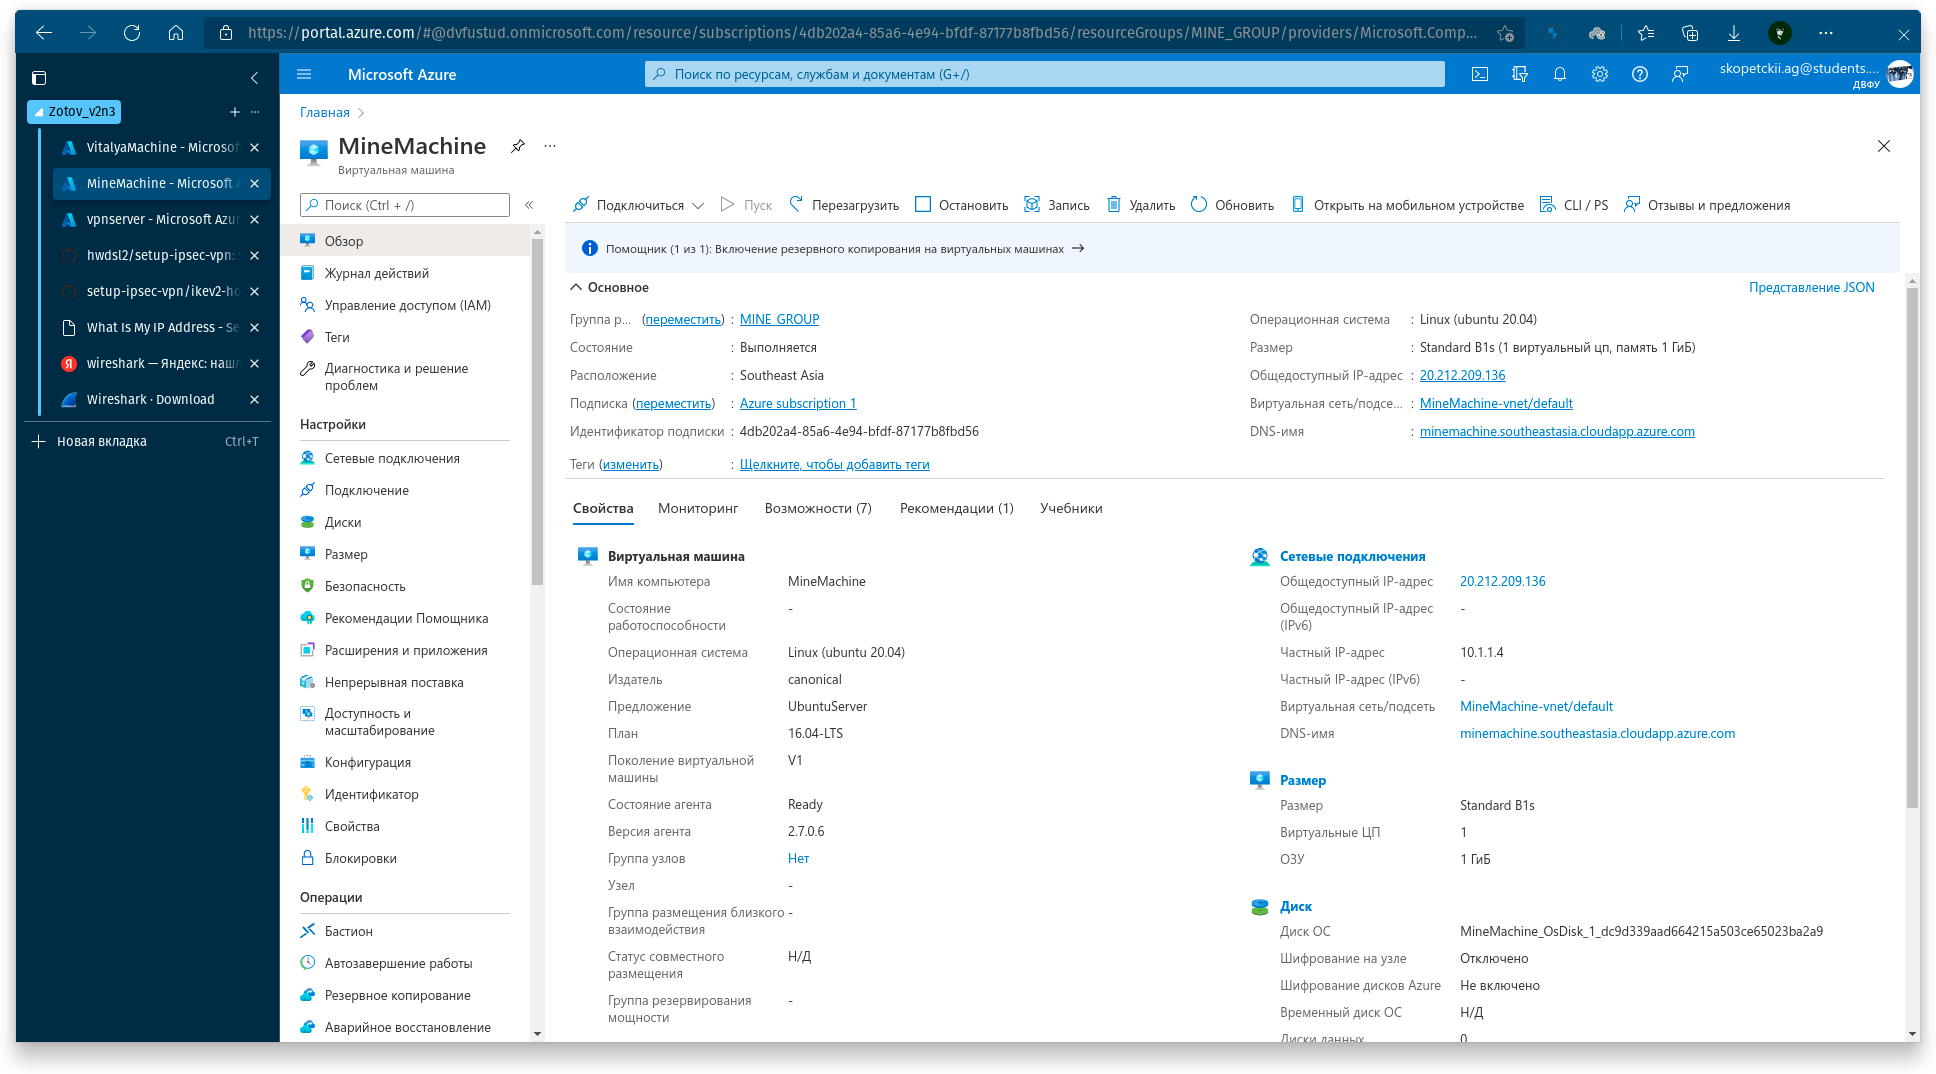 https://portal.azure.com/#@dvfustud.onmicrosoft.com/resource/subscriptions/4db202a4-85a6-4e94-bfdf-87177b8fbd56/resourceGroups/MINE_GROUP/providers/Microsoft.Comp...
Microsoft Azure
Поиск по ресурсам, службам и документам (G+/)
skopetckii.ag@students....
ДВФУ
Zotov_v2n3
VitalyaMachine - Microsof
MineMachine - Microsoft A
vpnserver - Microsoft Azur
hwdsl2/setup-ipsec-vpn:
setup-ipsec-vpn/ikev2-ho
What Is My IP Address - Se
wireshark — Яндекс: нашл
Wireshark · Download
Новая вкладка Ctrl+T
Главная
MineMachine
Виртуальная машина
Поиск (Ctrl + /)
Обзор
Журнал действий
Управление доступом (IAM)
Теги
Диагностика и решение
проблем
Настройки
Сетевые подключения
Подключение
Диски
Размер
Безопасность
Рекомендации Помощника
Расширения и приложения
Непрерывная поставка
Доступность и
масштабирование
Конфигурация
Идентификатор
Свойства
Блокировки
Операции
Бастион
Автозавершение работы
Резервное копирование
Аварийное восстановление
Подключиться Пуск Перезагрузить Остановить Запись Удалить Обновить Открыть на мобильном устройстве CLI / PS Отзывы и предложения
Помощник (1 из 1): Включение резервного копирования на виртуальных машинах →
Основное Представление JSON
Группа р... (переместить) : MINE_GROUP
Состояние : Выполняется
Расположение : Southeast Asia
Подписка (переместить) : Azure subscription 1
Идентификатор подписки : 4db202a4-85a6-4e94-bfdf-87177b8fbd56
Операционная система : Linux (ubuntu 20.04)
Размер : Standard B1s (1 виртуальный цп, память 1 ГиБ)
Общедоступный IP-адрес : 20.212.209.136
Виртуальная сеть/подсе... : MineMachine-vnet/default
DNS-имя : minemachine.southeastasia.cloudapp.azure.com
Теги (изменить) : Щелкните, чтобы добавить теги
Свойства Мониторинг Возможности (7) Рекомендации (1) Учебники
Виртуальная машина
Имя компьютера MineMachine
Состояние
работоспособности -
Операционная система Linux (ubuntu 20.04)
Издатель canonical
Предложение UbuntuServer
План 16.04-LTS
Поколение виртуальной
машины V1
Состояние агента Ready
Версия агента 2.7.0.6
Группа узлов Нет
Узел -
Группа размещения близкого
взаимодействия -
Статус совместного
размещения Н/Д
Группа резервирования
мощности -
Сетевые подключения
Общедоступный IP-адрес 20.212.209.136
Общедоступный IP-адрес
(IPv6) -
Частный IP-адрес 10.1.1.4
Частный IP-адрес (IPv6) -
Виртуальная сеть/подсеть MineMachine-vnet/default
DNS-имя minemachine.southeastasia.cloudapp.azure.com
Размер
Размер Standard B1s
Виртуальные ЦП 1
ОЗУ 1 ГиБ
Диск
Диск ОС MineMachine_OsDisk_1_dc9d339aad664215a503ce65023ba2a9
Шифрование на узле Отключено
Шифрование дисков Azure Не включено
Временный диск ОС Н/Д
Диски данных 0